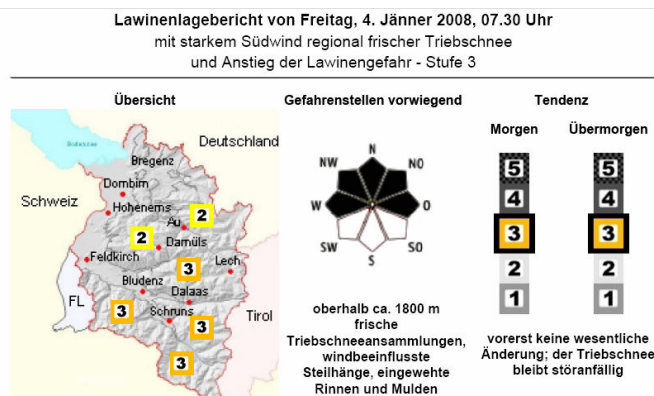 Lawinenlagebericht von Freitag, 4. Jänner 2008, 07.30 Uhr
mit starkem Südwind regional frischer Triebschnee
und Anstieg der Lawinengefahr - Stufe 3
Übersicht
Bodensee
Deutschland
Bregenz
Dornbirn
Schweiz
Hohenems
Au
2
2
Damüls
Feldkirch
3
Lech
Bludenz
FL
Dalaas
3
Schruns
3
Tirol
3
Gefahrenstellen vorwiegend
N
NW
NO
W
O
SW
SO
S
oberhalb ca. 1800 m
frische
Triebschneeansammlungen,
windbeeinflusste
Steilhänge, eingewehte
Rinnen und Mulden
Tendenz
Morgen
Übermorgen
5
5
4
4
3
3
2
2
1
1
vorerst keine wesentliche
Änderung; der Triebschnee
bleibt störanfällig